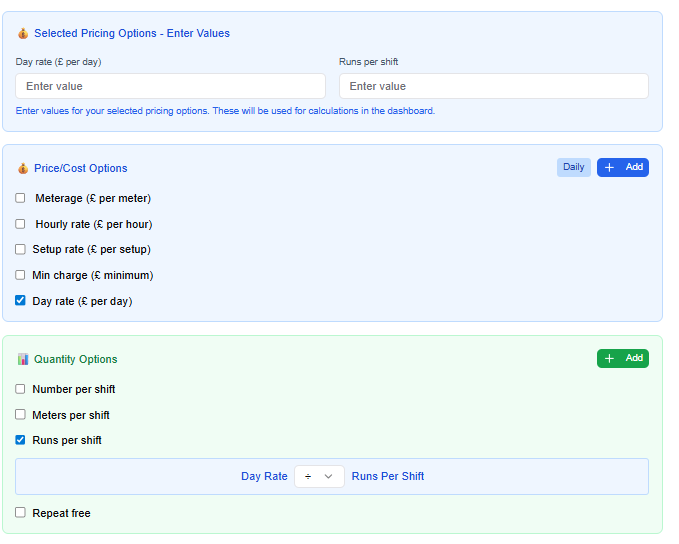 Selected Pricing Options - Enter Values
Day rate (£ per day) Runs per shift
Enter value Enter value
Enter values for your selected pricing options. These will be used for calculations in the dashboard.
Price/Cost Options Daily + Add
Meterage (£ per meter)
Hourly rate (£ per hour)
Setup rate (£ per setup)
Min charge (£ minimum)
Day rate (£ per day)
Quantity Options + Add
Number per shift
Meters per shift
Runs per shift
Day Rate ÷ Runs Per Shift
Repeat free